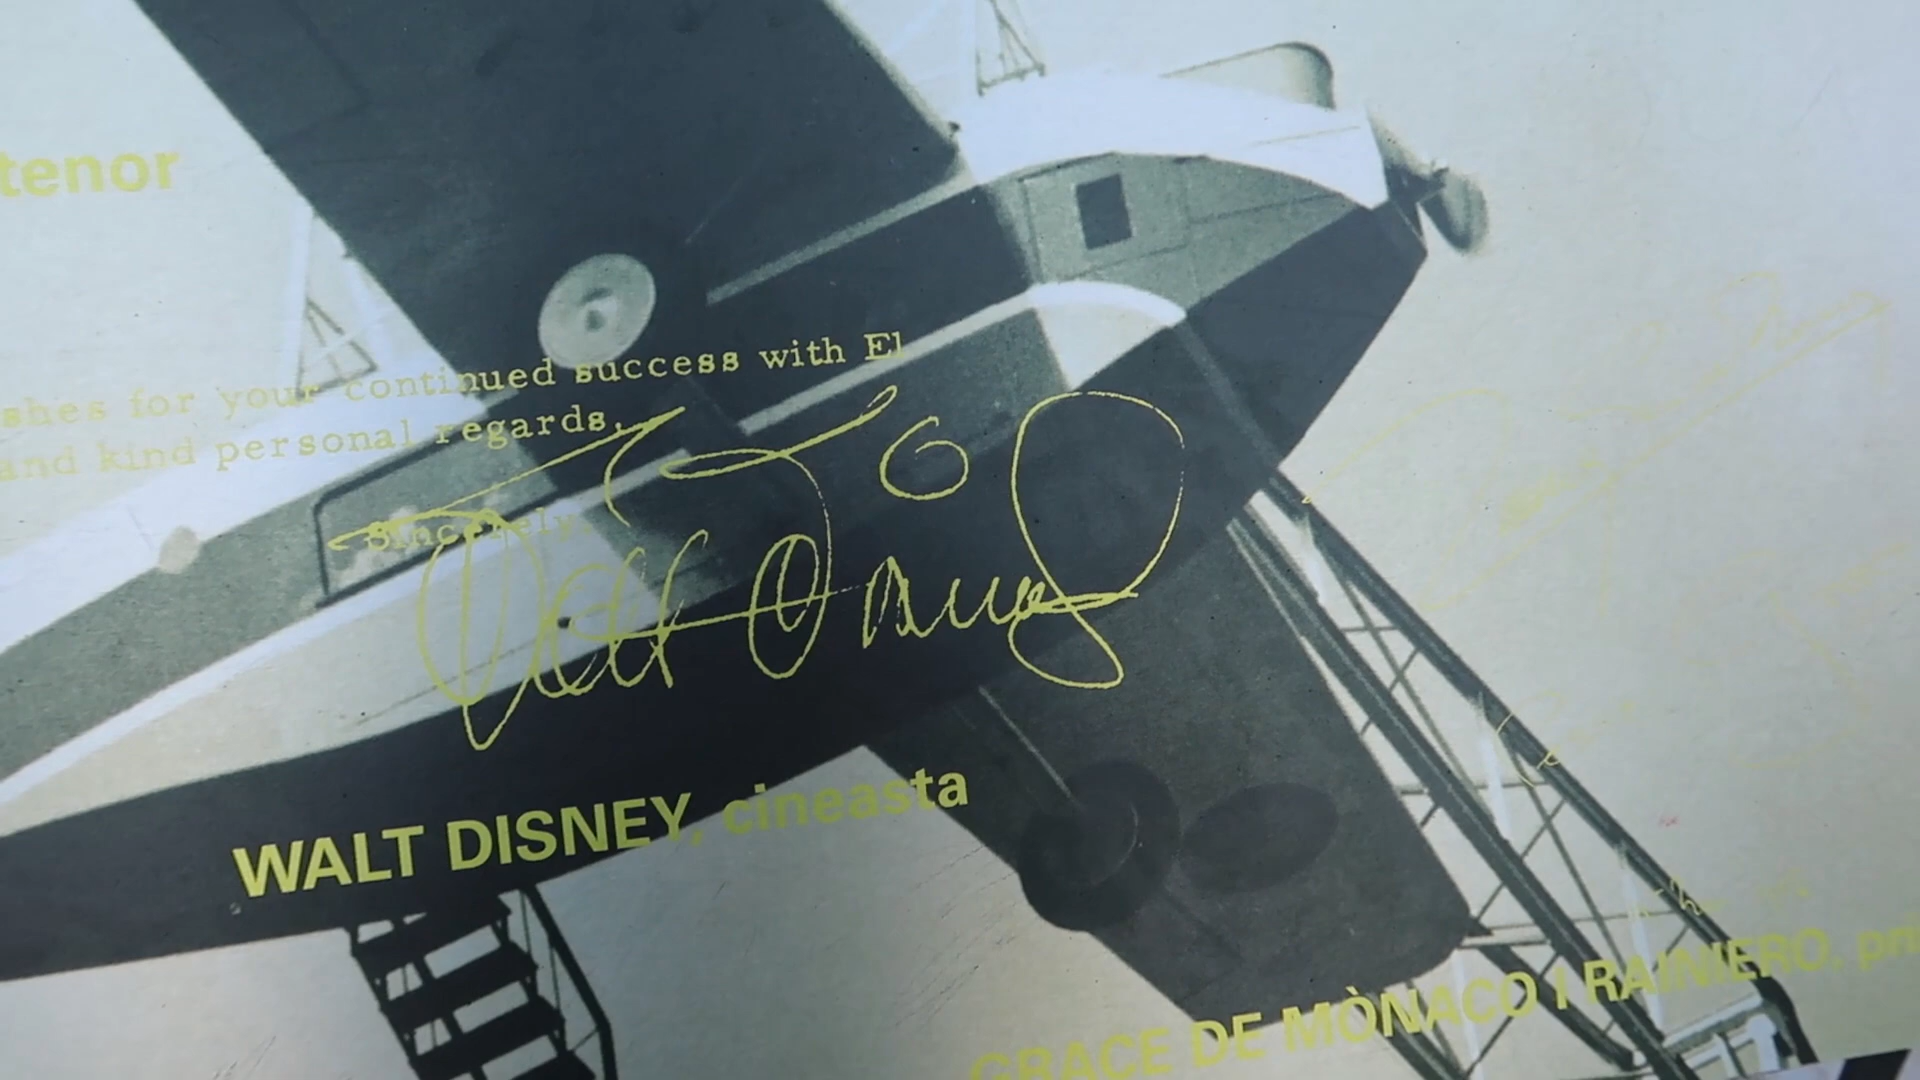 tenor
shes for your continued success with El
and kind personal regards.
Sincerely,
Walt Disney
WALT DISNEY, cineasta
GRACE DE MÒNACO I RAINIERO,